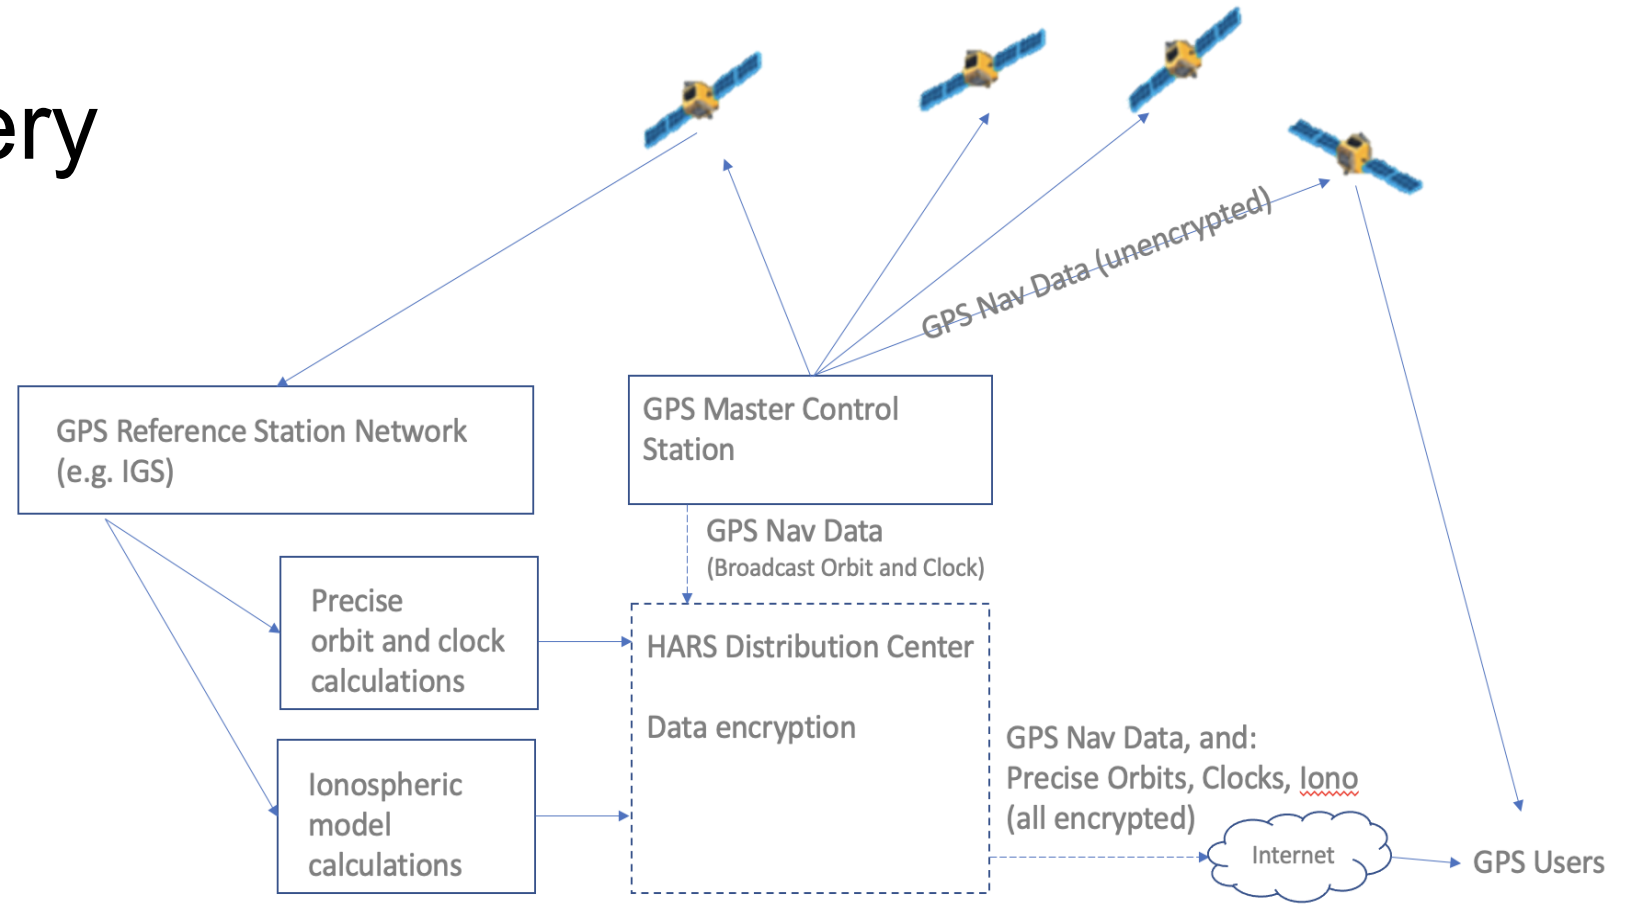 ery
GPS Nav Data (unencrypted)
GPS Reference Station Network
(e.g. IGS)
GPS Master Control
Station
GPS Nav Data
(Broadcast Orbit and Clock)
Precise
orbit and clock
calculations
HARS Distribution Center
Data encryption
Ionospheric
model
calculations
GPS Nav Data, and:
Precise Orbits, Clocks, Iono
(all encrypted)
Internet
GPS Users